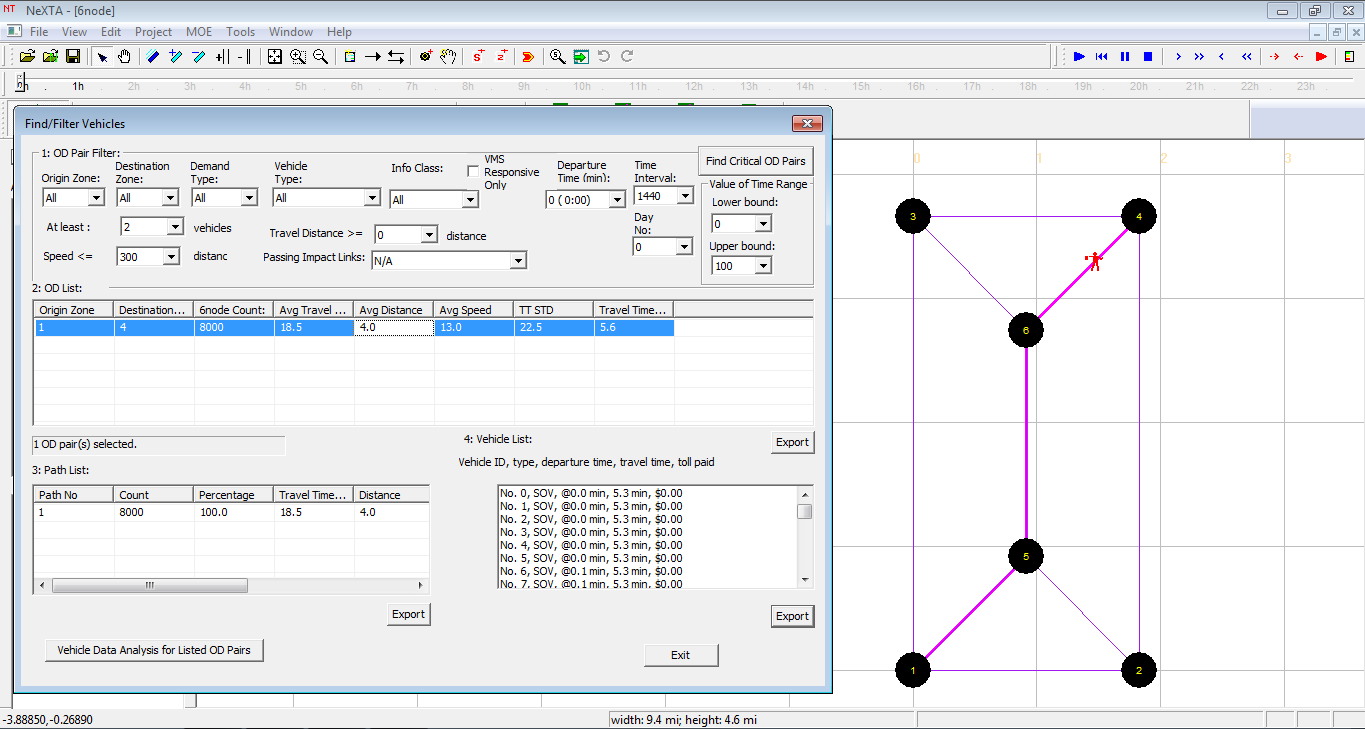 NeXTA - [6node]
File View Edit Project MOE Tools Window Help
1h 2h 3h 4h 5h 6h 7h 8h 9h 10h 11h 12h 13h 14h 15h 16h 17h 18h 19h 20h 21h 22h 23h
Find/Filter Vehicles
1: OD Pair Filter:
Origin Zone: Destination Zone: Demand Type: Vehicle Type: Info Class: VMS Responsive Only Departure Time (min): Time Interval: Find Critical OD Pairs
All All All All All 0 ( 0:00) 1440
Value of Time Range
Lower bound:
0
Upper bound:
100
At least : 2 vehicles Travel Distance >= 0 distance Day No: 0
Speed <= 300 distanc Passing Impact Links: N/A
2: OD List:
Origin Zone Destination... 6node Count: Avg Travel ... Avg Distance Avg Speed TT STD Travel Time...
1 4 8000 18.5 4.0 13.0 22.5 5.6
1 OD pair(s) selected.
4: Vehicle List: Export
Vehicle ID, type, departure time, travel time, toll paid
3: Path List:
Path No Count Percentage Travel Time... Distance
1 8000 100.0 18.5 4.0
No. 0, SOV, @0.0 min, 5.3 min, $0.00
No. 1, SOV, @0.0 min, 5.3 min, $0.00
No. 2, SOV, @0.0 min, 5.3 min, $0.00
No. 3, SOV, @0.0 min, 5.3 min, $0.00
No. 4, SOV, @0.0 min, 5.3 min, $0.00
No. 5, SOV, @0.0 min, 5.3 min, $0.00
No. 6, SOV, @0.1 min, 5.3 min, $0.00
No. 7, SOV, @0.1 min, 5.3 min, $0.00
Export Export
Vehicle Data Analysis for Listed OD Pairs Exit
0 1 2 3
3 4
6
5
1 2
-3.88850,-0.26890 width: 9.4 mi; height: 4.6 mi